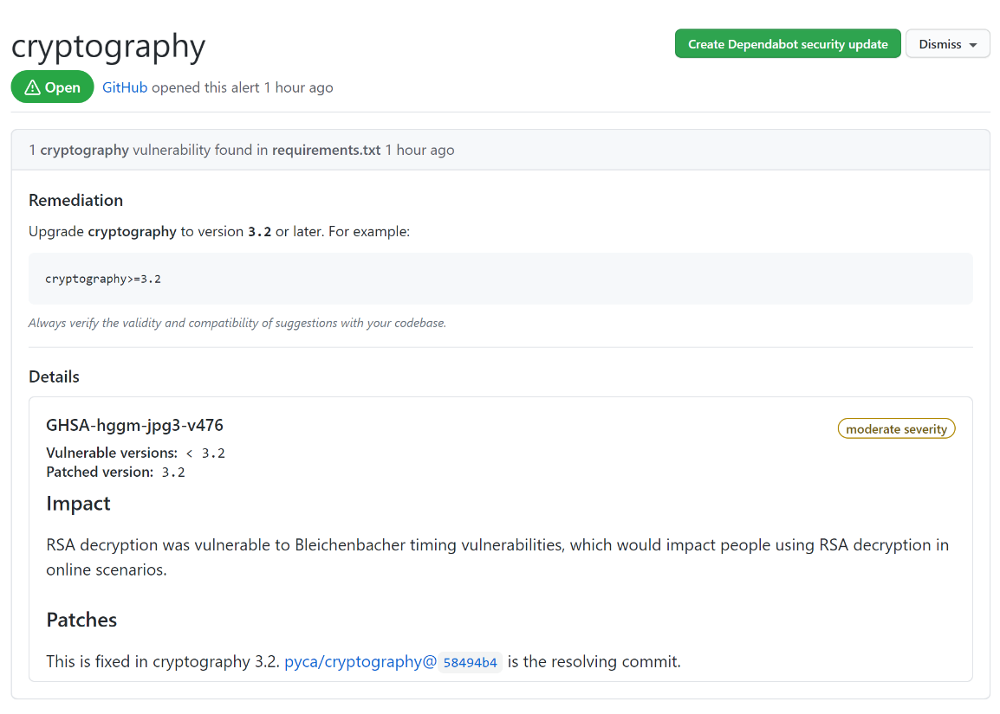 cryptography
Create Dependabot security update
Dismiss
Open
GitHub opened this alert 1 hour ago
1 cryptography vulnerability found in requirements.txt 1 hour ago
Remediation
Upgrade cryptography to version 3.2 or later. For example:
cryptography>=3.2
Always verify the validity and compatibility of suggestions with your codebase.
Details
GHSA-hggm-jpg3-v476
moderate severity
Vulnerable versions: < 3.2
Patched version: 3.2
Impact
RSA decryption was vulnerable to Bleichenbacher timing vulnerabilities, which would impact people using RSA decryption in
online scenarios.
Patches
This is fixed in cryptography 3.2. pyca/cryptography@58494b4 is the resolving commit.